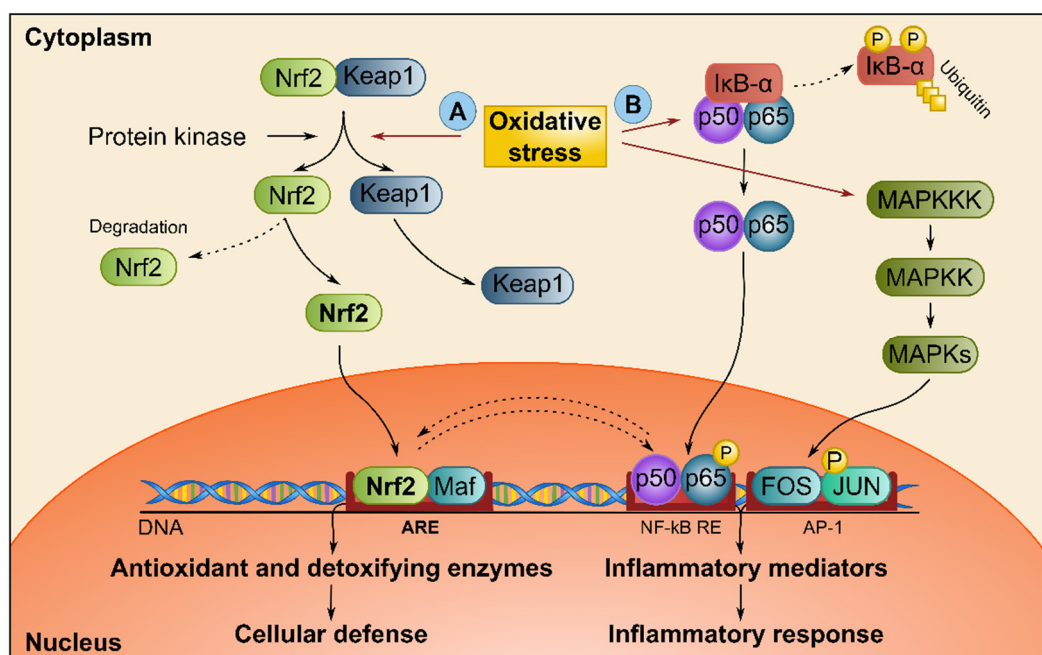 Cytoplasm
Nrf2 Keap1
Protein kinase
A
Oxidative
stress
B
IκB-α
p50 p65
P P
IκB-α
Ubiquitin
Nrf2
Keap1
Degradation
Nrf2
Nrf2
Keap1
p50 p65
MAPKKK
MAPKK
MAPKs
Nrf2 Maf
p50 p65
P
FOS JUN
P
DNA
ARE
NF-kB RE
AP-1
Antioxidant and detoxifying enzymes
Cellular defense
Inflammatory mediators
Inflammatory response
Nucleus